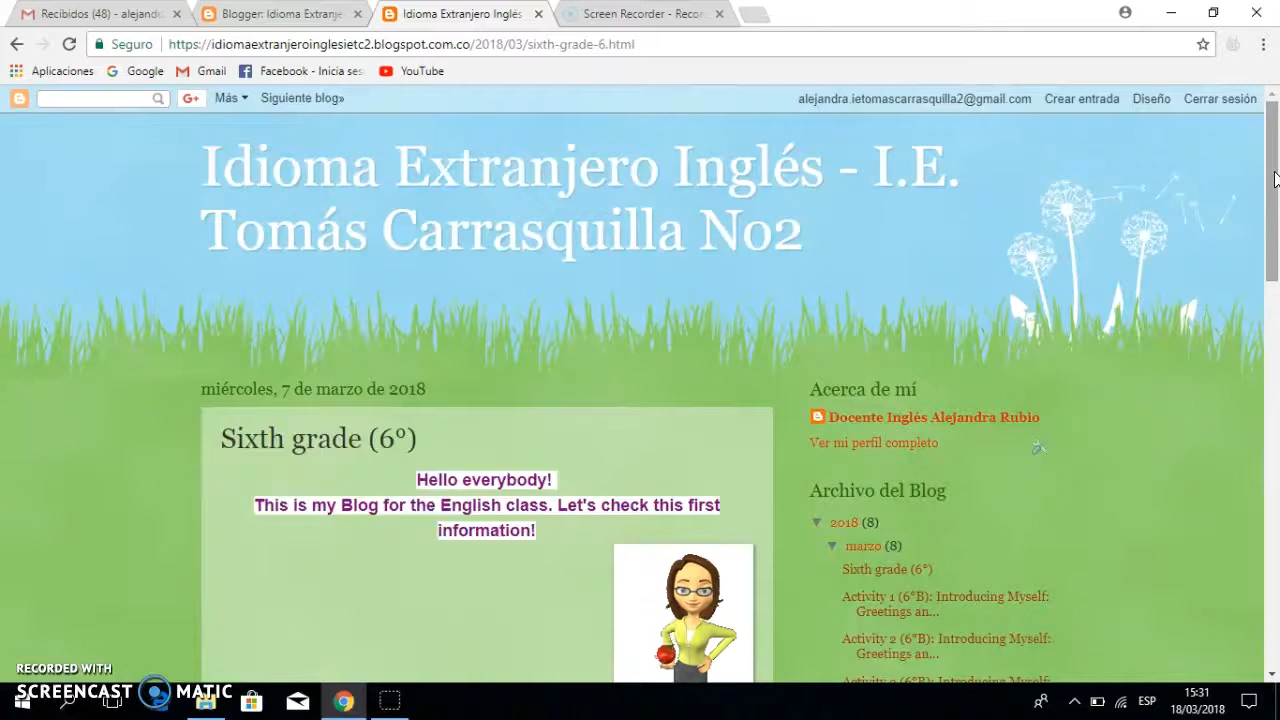 Recibidos (48) - alejand
Blogger: Idioma Extranje
Idioma Extranjero Inglés
Screen Recorder - Recor
Seguro
https://idiomaextranjeroinglesietc2.blogspot.com.co/2018/03/sixth-grade-6.html
Aplicaciones
Google
Gmail
Facebook - Inicia ses
YouTube
G+
Más
Siguiente blog»
alejandra.ietomascarrasquilla2@gmail.com
Crear entrada
Diseño
Cerrar sesión
Idioma Extranjero Inglés - I.E.
Tomás Carrasquilla No2
miércoles, 7 de marzo de 2018
Sixth grade (6°)
Hello everybody!
This is my Blog for the English class. Let's check this first
information!
Acerca de mí
Docente Inglés Alejandra Rubio
Ver mi perfil completo
Archivo del Blog
2018 (8)
marzo (8)
Sixth grade (6°)
Activity 1 (6°B): Introducing Myself:
Greetings an...
Activity 2 (6°B): Introducing Myself:
Greetings an...
RECORDED WITH
SCREENCAST MATIC
ESP
15:31
18/03/2018